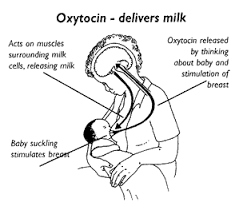 Oxytocin - delivers milk
Acts on muscles
surrounding milk
cells, releasing milk
Oxytocin released
by thinking
about baby and
stimulation of
breast
Baby suckling
stimulates breast